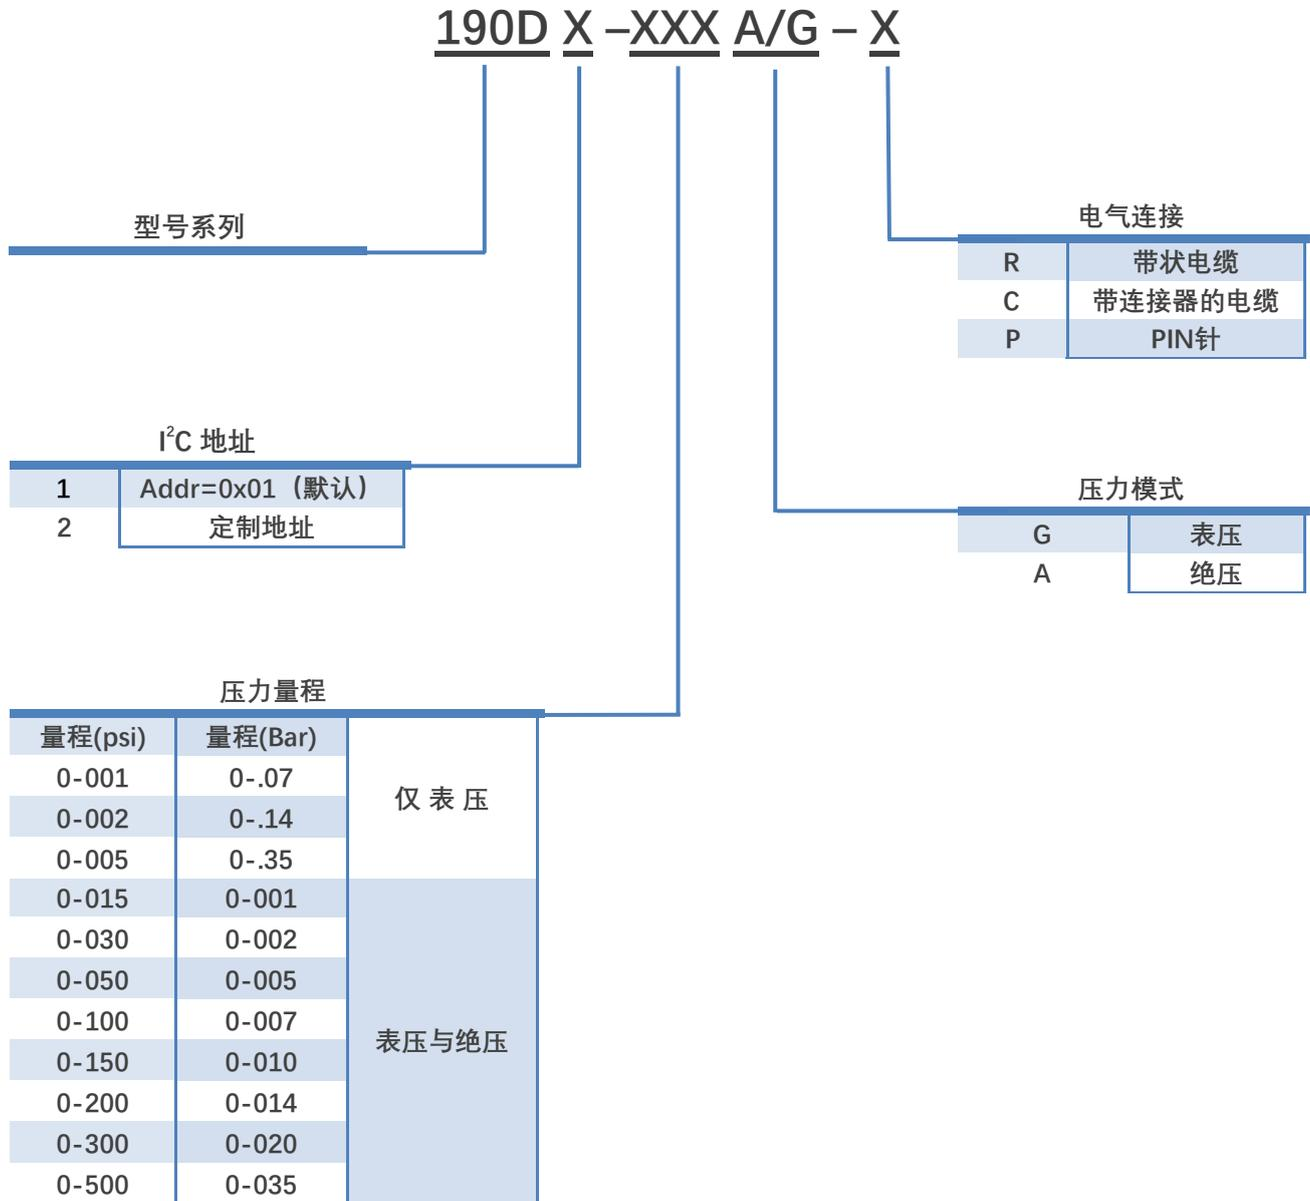 190D X –XXX A/G – X
型号系列
电气连接
R 带状电缆
C 带连接器的电缆
P PIN针
I²C 地址
1 Addr=0x01（默认）
2 定制地址
压力模式
G 表压
A 绝压
压力量程
量程(psi) 量程(Bar)
0-001 0-.07
仅表压
0-002 0-.14
0-005 0-.35
0-015 0-001
0-030 0-002
0-050 0-005
0-100 0-007
表压与绝压
0-150 0-010
0-200 0-014
0-300 0-020
0-500 0-035